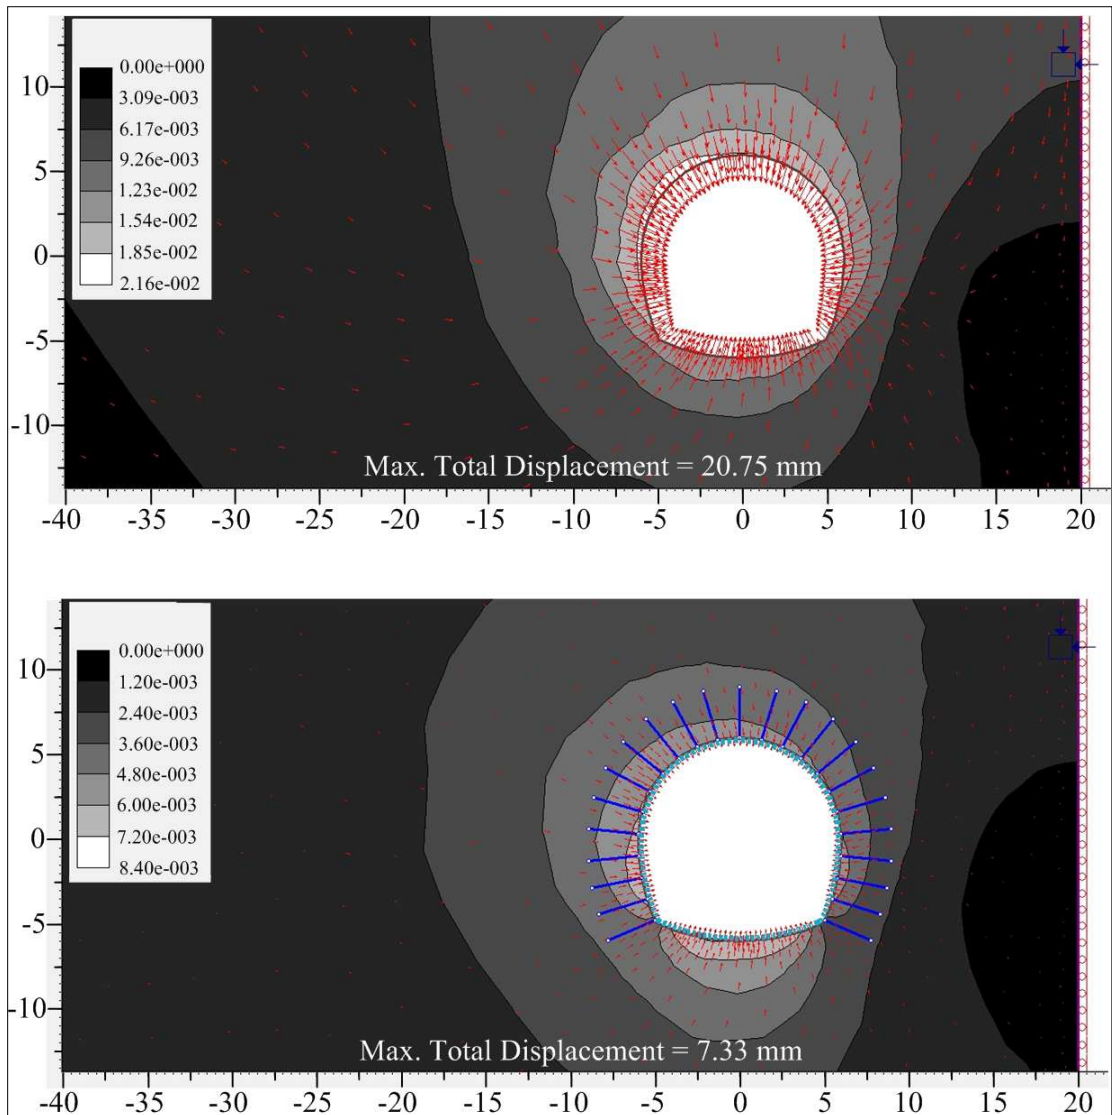 0.00e+000
3.09e-003
6.17e-003
9.26e-003
1.23e-002
1.54e-002
1.85e-002
2.16e-002
10
5
0
-5
-10
Max. Total Displacement = 20.75 mm
-40 -35 -30 -25 -20 -15 -10 -5 0 5 10 15 20
0.00e+000
1.20e-003
2.40e-003
3.60e-003
4.80e-003
6.00e-003
7.20e-003
8.40e-003
10
5
0
-5
-10
Max. Total Displacement = 7.33 mm
-40 -35 -30 -25 -20 -15 -10 -5 0 5 10 15 20